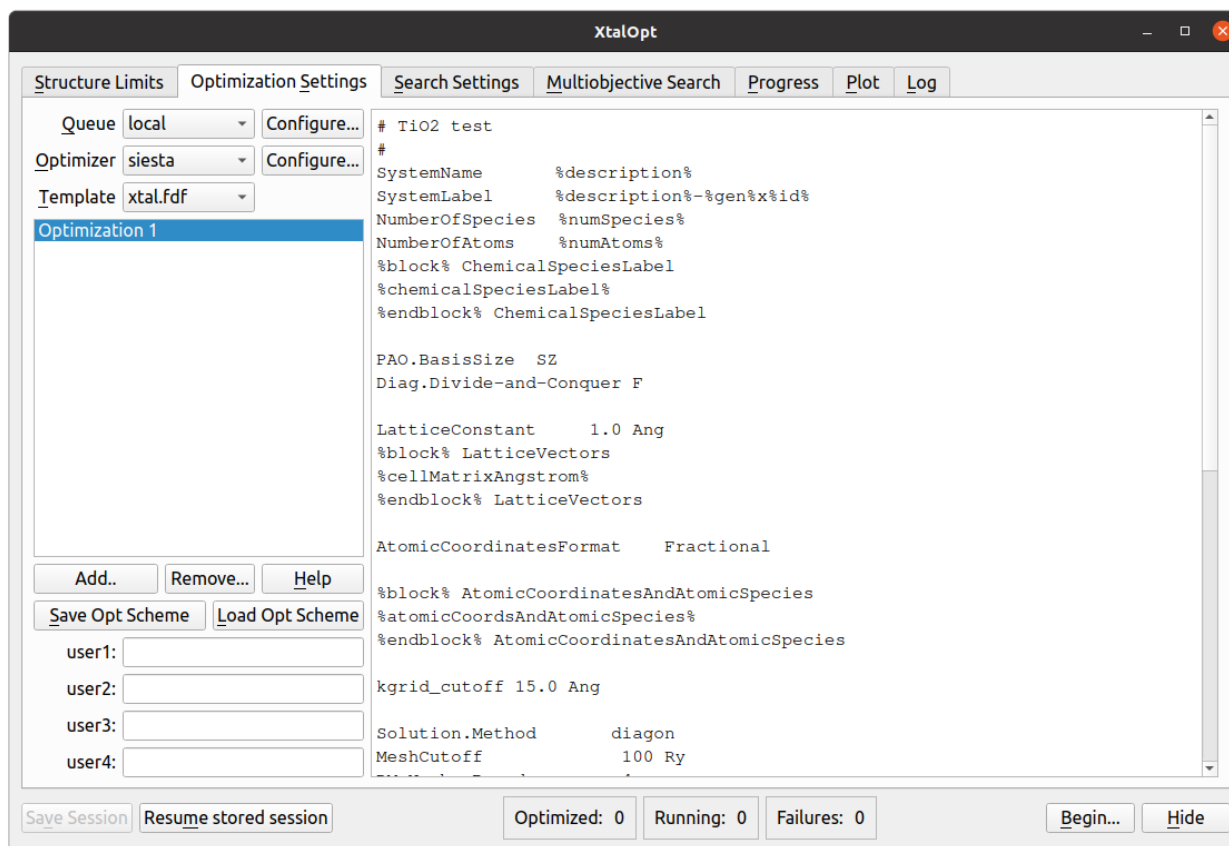 XtalOpt
Structure Limits Optimization Settings Search Settings Multiobjective Search Progress Plot Log
Queue local Configure...
Optimizer siesta Configure...
Template xtal.fdf
Optimization 1
Add.. Remove... Help
Save Opt Scheme Load Opt Scheme
user1:
user2:
user3:
user4:
# TiO2 test
#
SystemName %description%
SystemLabel %description%-%gen%x%id%
NumberOfSpecies %numSpecies%
NumberOfAtoms %numAtoms%
%block% ChemicalSpeciesLabel
%chemicalSpeciesLabel%
%endblock% ChemicalSpeciesLabel
PAO.BasisSize SZ
Diag.Divide-and-Conquer F
LatticeConstant 1.0 Ang
%block% LatticeVectors
%cellMatrixAngstrom%
%endblock% LatticeVectors
AtomicCoordinatesFormat Fractional
%block% AtomicCoordinatesAndAtomicSpecies
%atomicCoordsAndAtomicSpecies%
%endblock% AtomicCoordinatesAndAtomicSpecies
kgrid_cutoff 15.0 Ang
Solution.Method diagon
MeshCutoff 100 Ry
Save Session Resume stored session Optimized: 0 Running: 0 Failures: 0 Begin... Hide